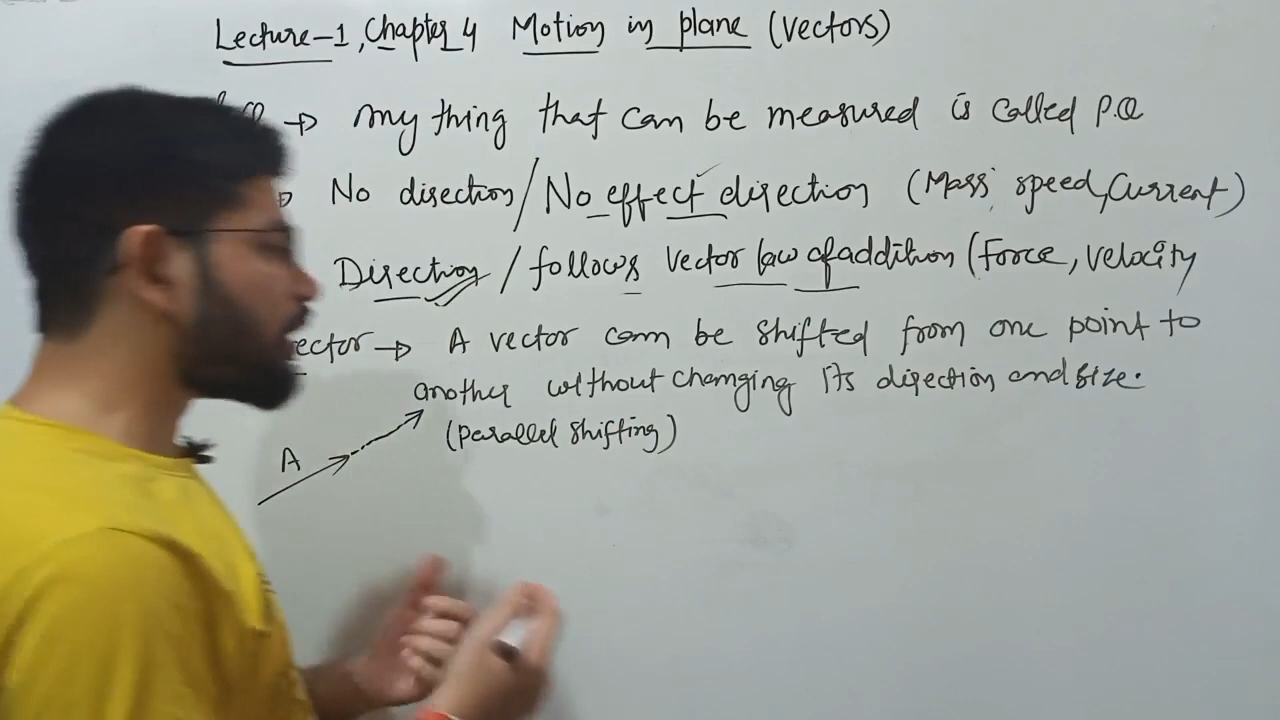 Lecture-1, Chapter 4 Motion in plane (vectors)
→ Any thing that can be measured is called P.Q
No direction / No effect direction (Mass, speed, Current)
Direction / follows vector law of addition (Force, velocity
ector → A vector can be shifted from one point to
another without changing its direction and size.
(Parallel shifting)
A